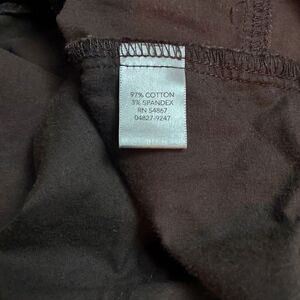 97% COTTON
3% SPANDEX
RN 54867
04827-9247